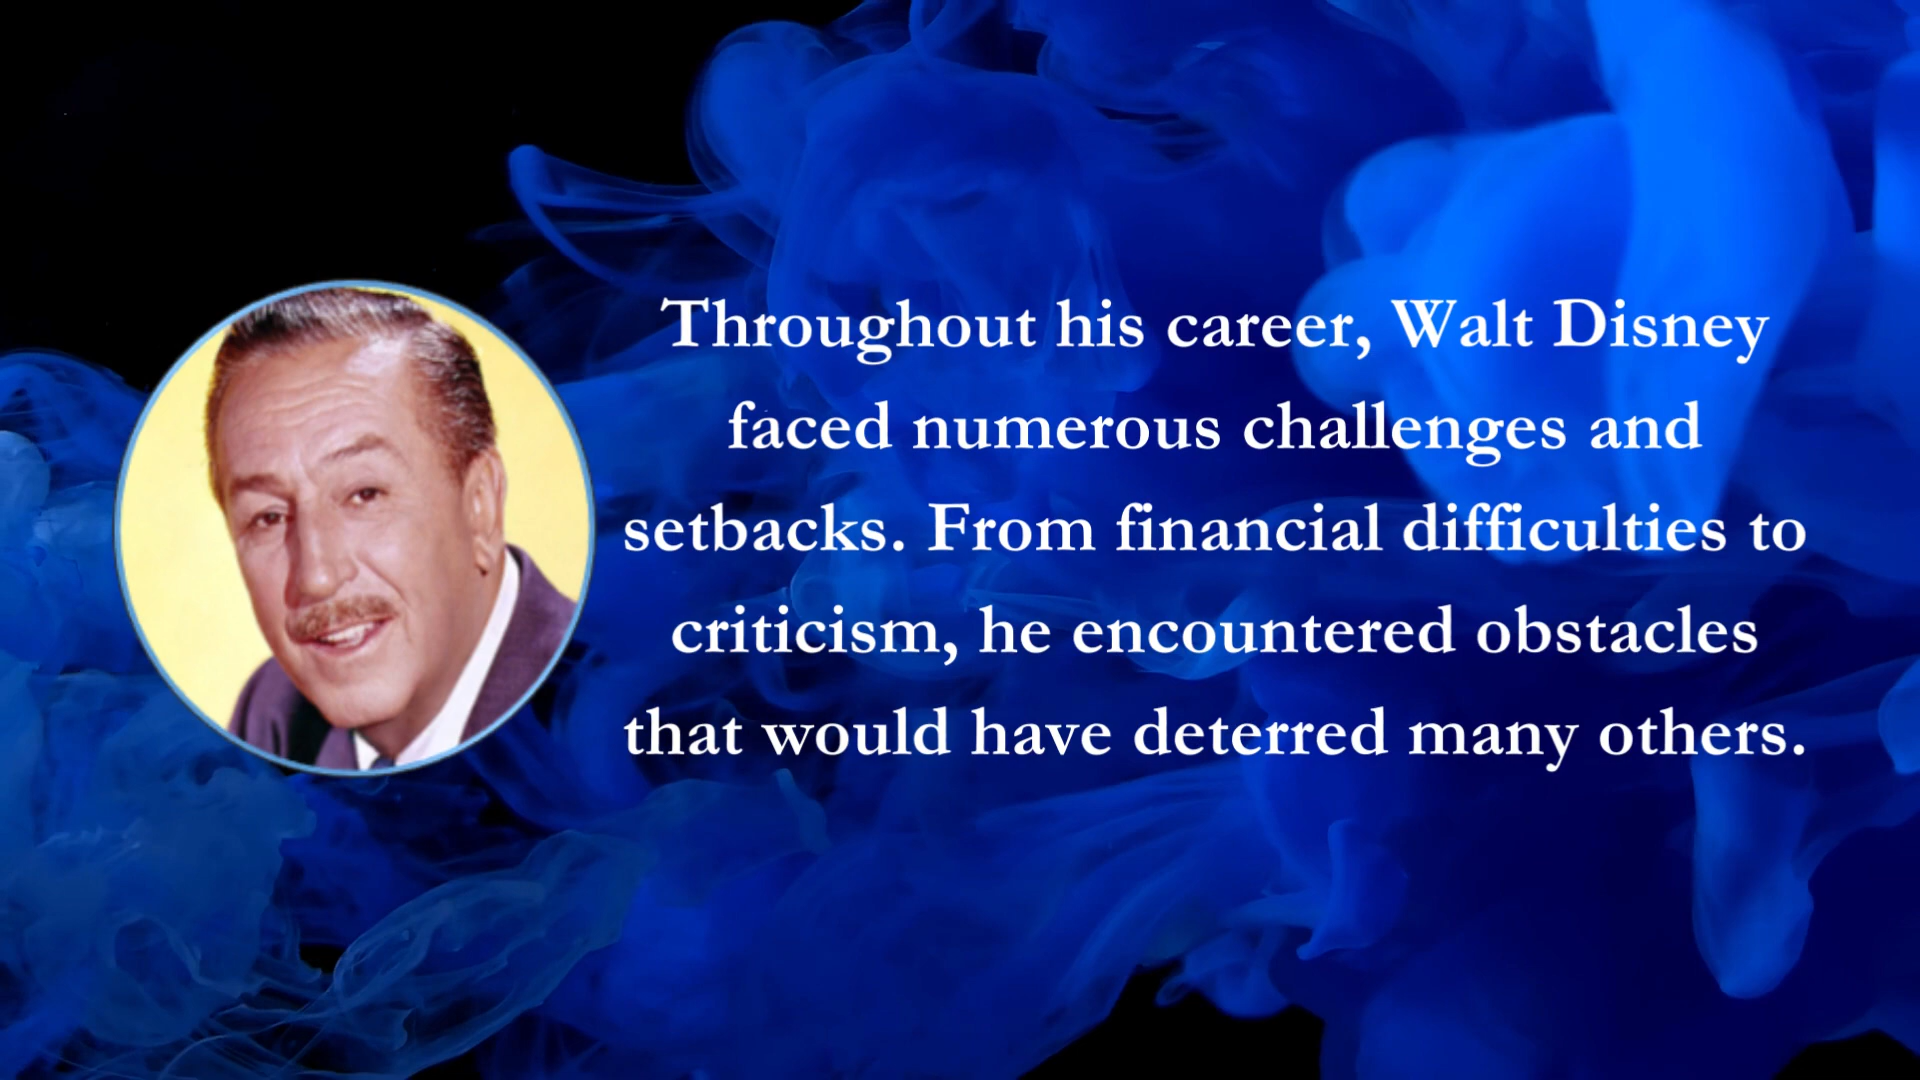 Throughout his career, Walt Disney
faced numerous challenges and
setbacks. From financial difficulties to
criticism, he encountered obstacles
that would have deterred many others.